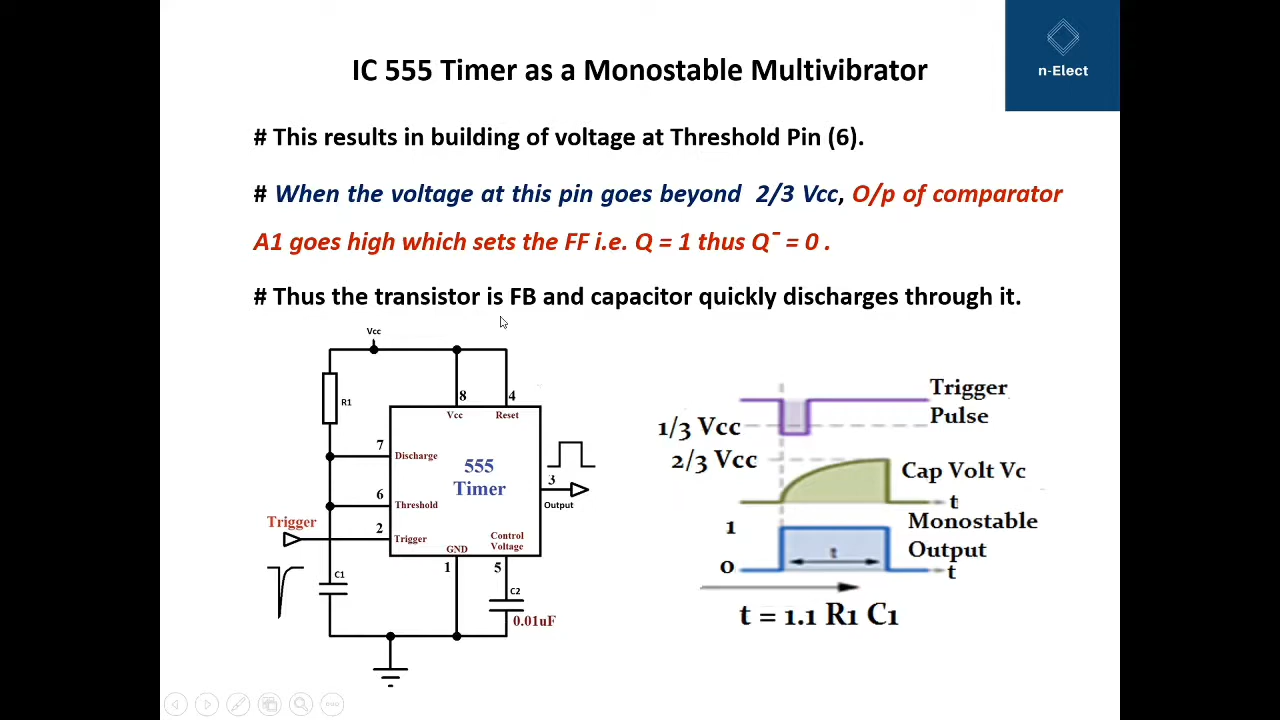 n-Elect
IC 555 Timer as a Monostable Multivibrator
# This results in building of voltage at Threshold Pin (6).
# When the voltage at this pin goes beyond 2/3 Vcc, O/p of comparator
A1 goes high which sets the FF i.e. Q = 1 thus Q¯ = 0 .
# Thus the transistor is FB and capacitor quickly discharges through it.
Vcc
R1
8
4
Vcc
Reset
7
Discharge
555
Timer
3
Output
6
Threshold
Trigger
2
Trigger
Control
Voltage
GND
1
5
C1
C2
0.01uF
Trigger
Pulse
1/3 Vcc
2/3 Vcc
Cap Volt Vc
t
1
Monostable
Output
t
0
t
t = 1.1 R1 C1